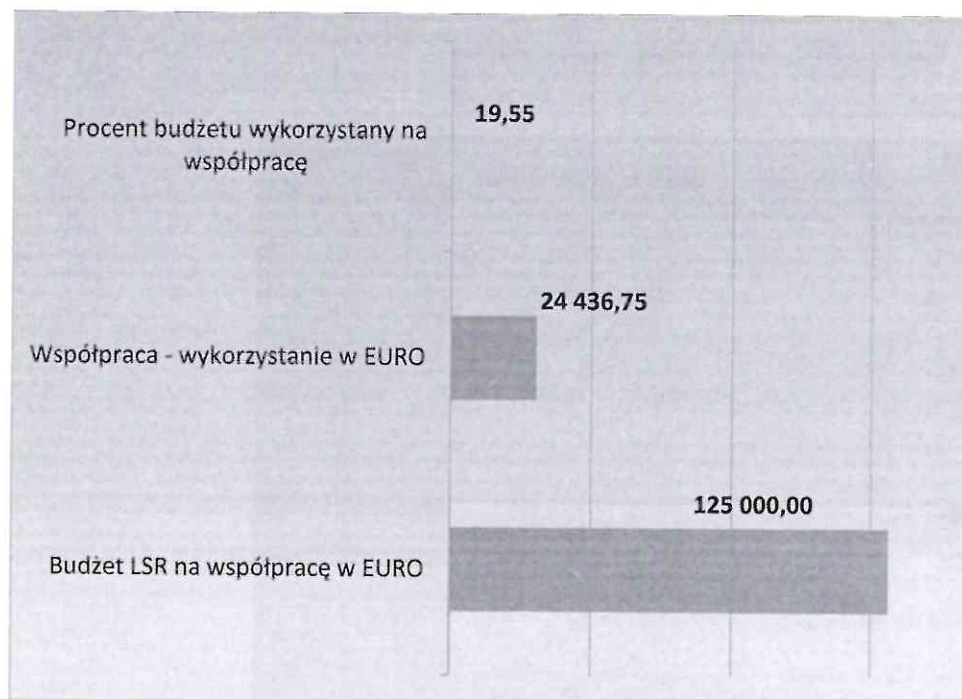 19,55
Procent budżetu wykorzystany na
współpracę
24 436,75
Współpraca - wykorzystanie w EURO
125 000,00
Budżet LSR na współpracę w EURO